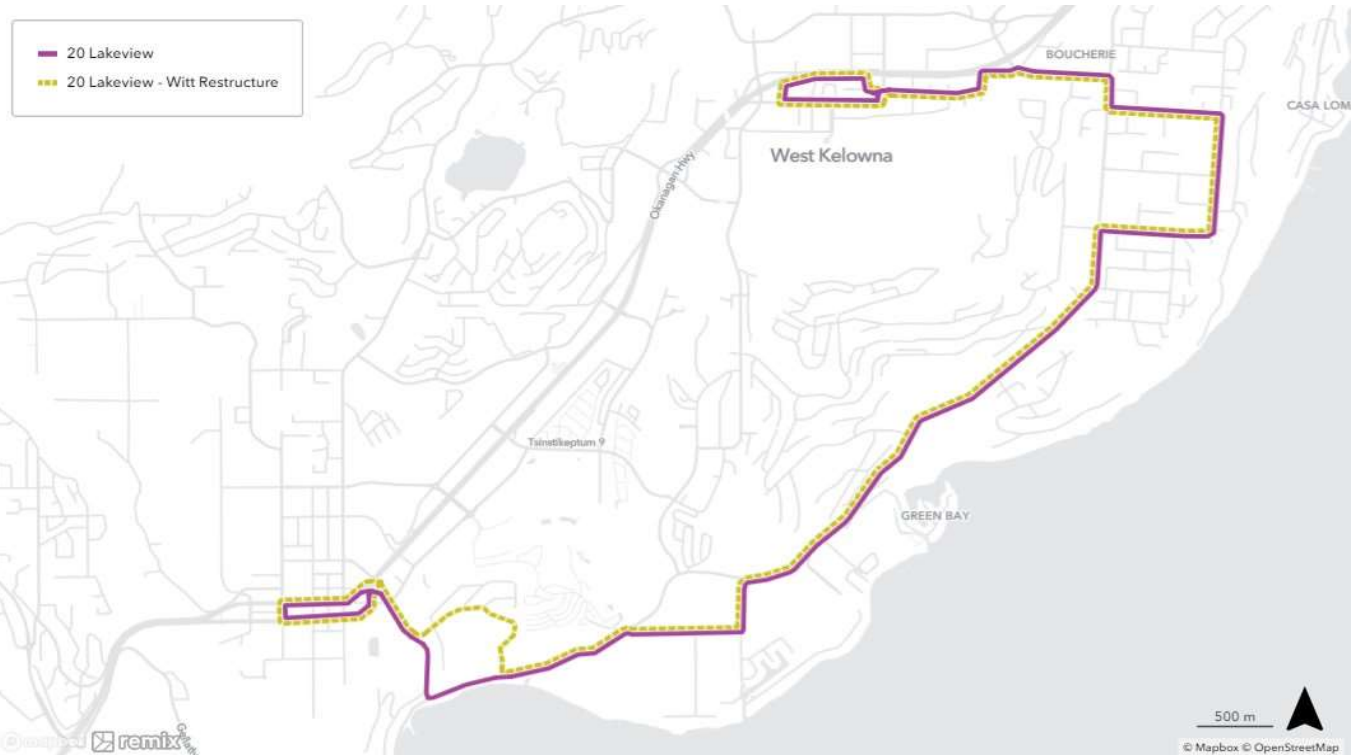 20 Lakeview
20 Lakeview - Witt Restructure
BOUCHERIE
CASA LOM
West Kelowna
Okanagan Hwy
Tsinstikeptum 9
GREEN BAY
500 m
remix
© Mapbox © OpenStreetMap